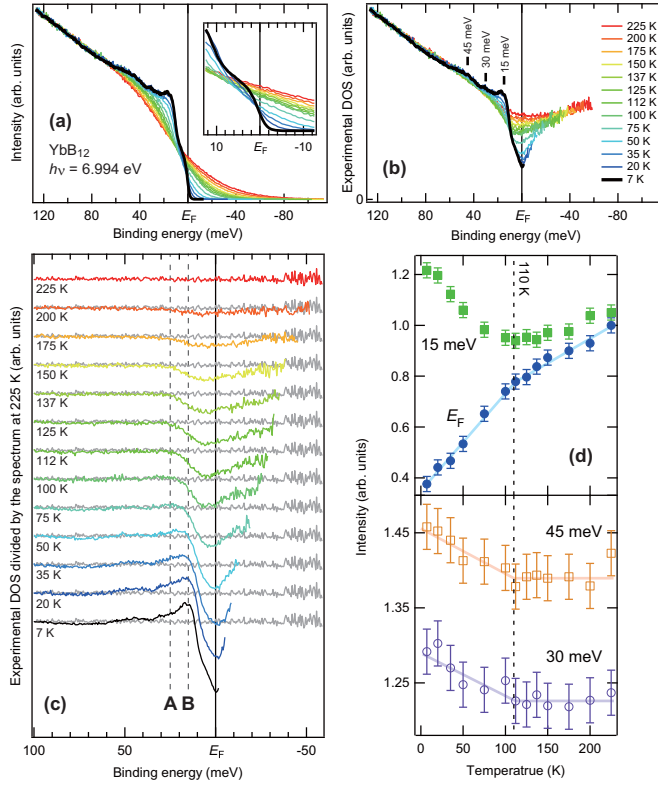 Intensity (arb. units)
(a)
YbB12
hν = 6.994 eV
10
EF
-10
120
80
40
EF
-40
-80
Binding energy (meV)
Experimental DOS (arb. units)
0
45 meV
30 meV
15 meV
(b)
225 K
200 K
175 K
150 K
137 K
125 K
112 K
100 K
75 K
50 K
35 K
20 K
7 K
120
80
40
EF
-40
-80
Binding energy (meV)
Experimental DOS divided by the spectrum at 225 K (arb. units)
225 K
200 K
175 K
150 K
137 K
125 K
112 K
100 K
75 K
50 K
35 K
20 K
7 K
(c)
A
B
100
50
EF
-50
Binding energy (meV)
Intensity (arb. units)
1.2
1.0
0.8
0.6
0.4
110 K
15 meV
EF
(d)
1.45
1.35
1.25
45 meV
30 meV
0
50
100
150
200
Temperatrue (K)